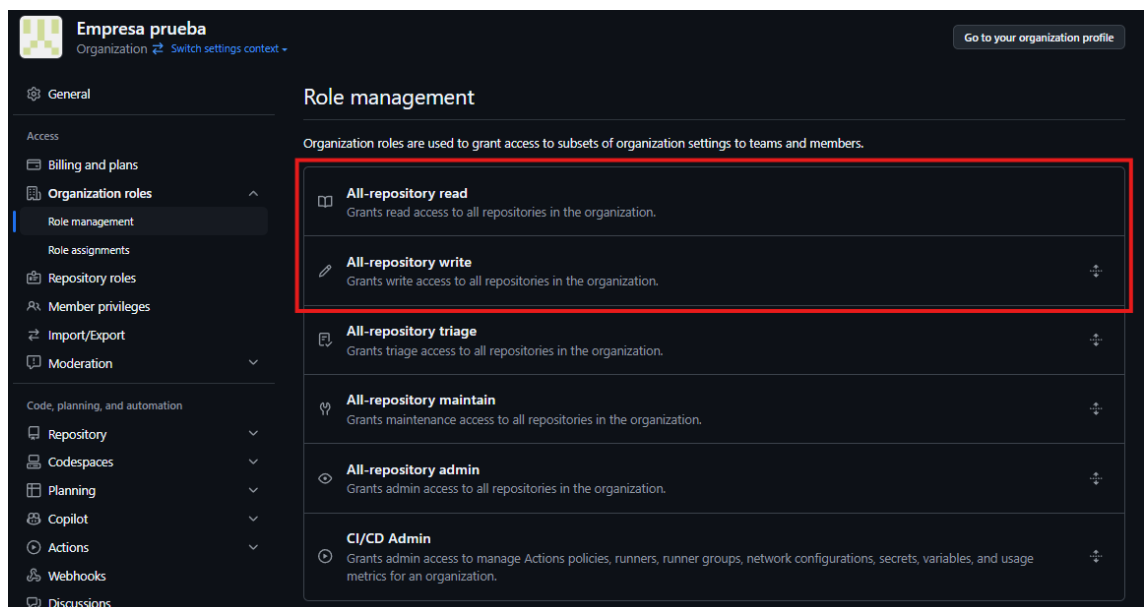 Empresa prueba
Organization Switch settings context
Go to your organization profile
General
Access
Billing and plans
Organization roles
Role management
Role assignments
Repository roles
Member privileges
Import/Export
Moderation
Code, planning, and automation
Repository
Codespaces
Planning
Copilot
Actions
Webhooks
Discussions
Role management
Organization roles are used to grant access to subsets of organization settings to teams and members.
All-repository read
Grants read access to all repositories in the organization.
All-repository write
Grants write access to all repositories in the organization.
All-repository triage
Grants triage access to all repositories in the organization.
All-repository maintain
Grants maintenance access to all repositories in the organization.
All-repository admin
Grants admin access to all repositories in the organization.
CI/CD Admin
Grants admin access to manage Actions policies, runners, runner groups, network configurations, secrets, variables, and usage
metrics for an organization.